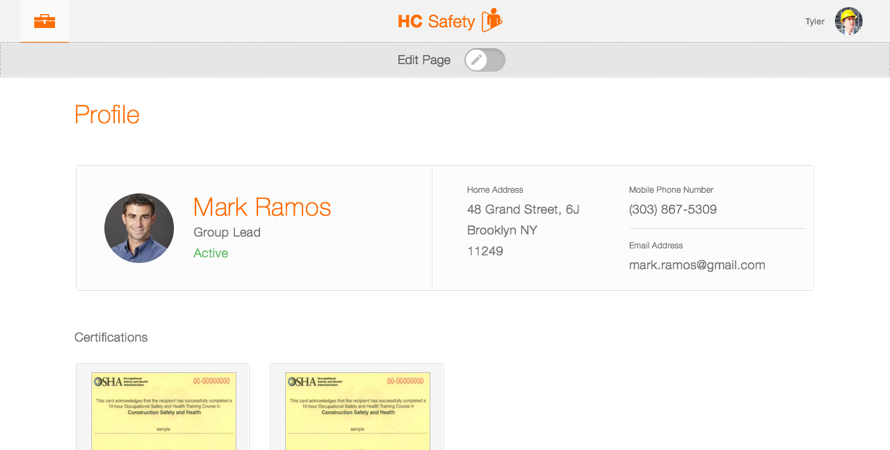 HC Safety
Tyler
Edit Page
Profile
Mark Ramos
Group Lead
Active
Home Address
48 Grand Street, 6J
Brooklyn NY
11249
Mobile Phone Number
(303) 867-5309
Email Address
mark.ramos@gmail.com
Certifications
OSHA Occupational
Safety and Health
Administration
00-00000000
This card acknowledges that the recipient has successfully completed a
10-hour Occupational Safety and Health Training Course in
Construction Safety and Health
sample
OSHA Occupational
Safety and Health
Administration
00-00000000
This card acknowledges that the recipient has successfully completed a
10-hour Occupational Safety and Health Training Course in
Construction Safety and Health
sample